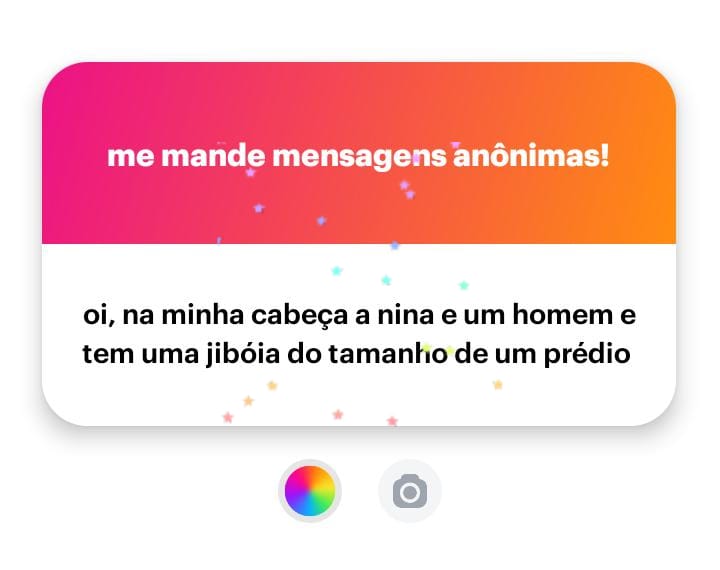 me mande mensagens anônimas!
oi, na minha cabeça a nina e um homem e
tem uma jibóia do tamanho de um prédio